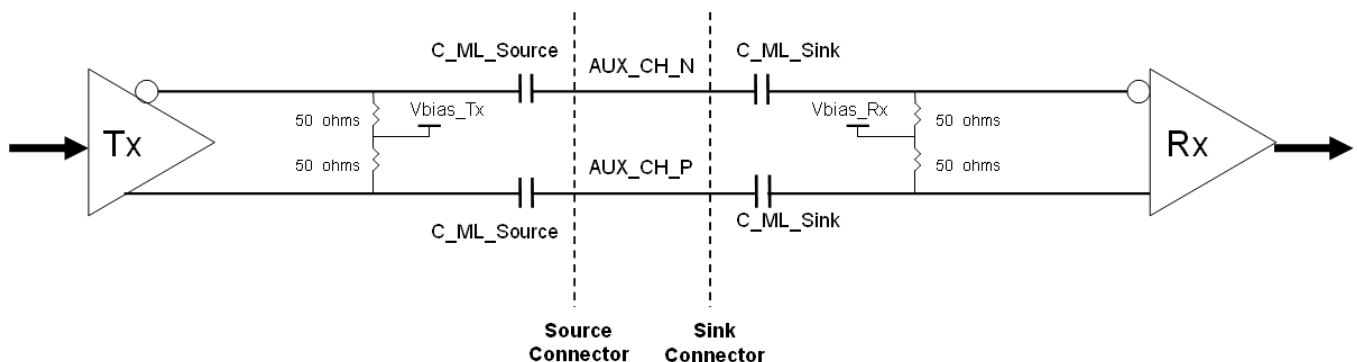 C_ML_Source
C_ML_Sink
AUX_CH_N
Vbias_Tx
Vbias_Rx
50 ohms
50 ohms
Tx
Rx
50 ohms
50 ohms
AUX_CH_P
C_ML_Source
C_ML_Sink
Source
Connector
Sink
Connector